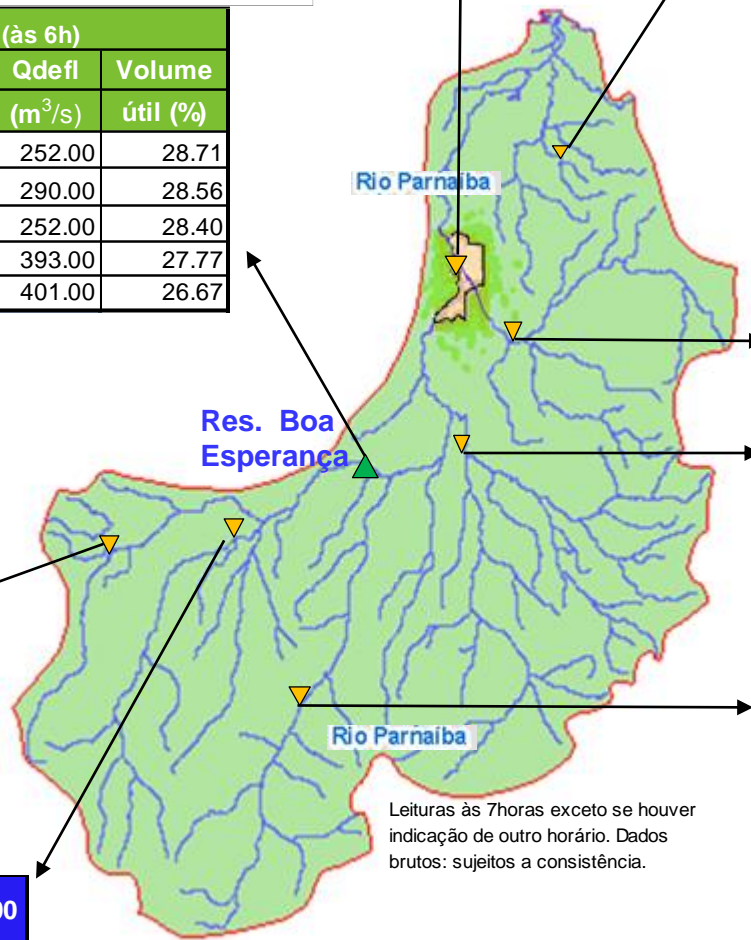 (às 6h)
Qdefl Volume
(m³/s) útil (%)
252.00 28.71
290.00 28.56
252.00 28.40
393.00 27.77
401.00 26.67
Rio Parnaiba
Res. Boa
Esperança
Rio Parnaiba
Leituras às 7horas exceto se houver
indicação de outro horário. Dados
brutos: sujeitos a consistência.